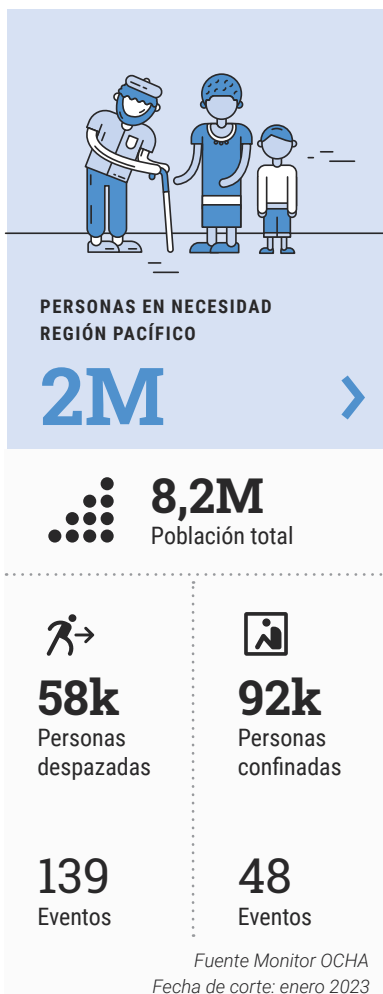 PERSONAS EN NECESIDAD
REGIÓN PACÍFICO
2M
8,2M
Población total
58k
Personas
despazadas
139
Eventos
92k
Personas
confinadas
48
Eventos
Fuente Monitor OCHA
Fecha de corte: enero 2023